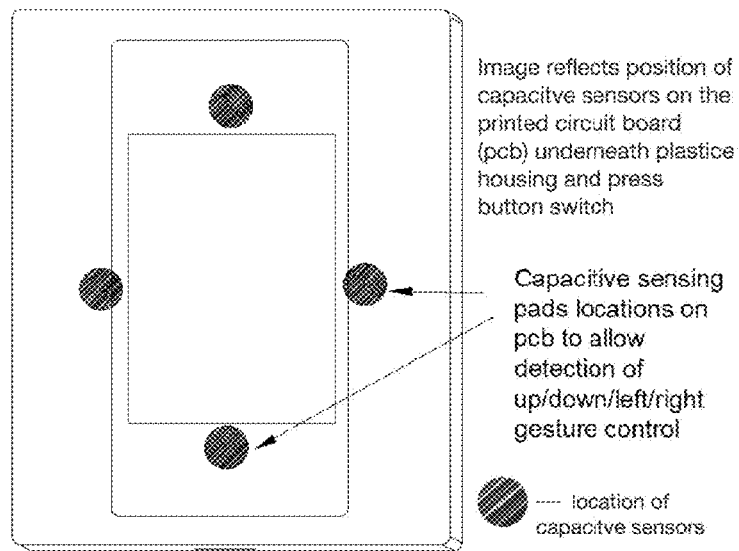 Image reflects position of
capacitve sensors on the
printed circuit board
(pcb) underneath plastice
housing and press
button switch
Capacitive sensing
pads locations on
pcb to allow
detection of
up/down/left/right
gesture control
---- location of
capacitve sensors